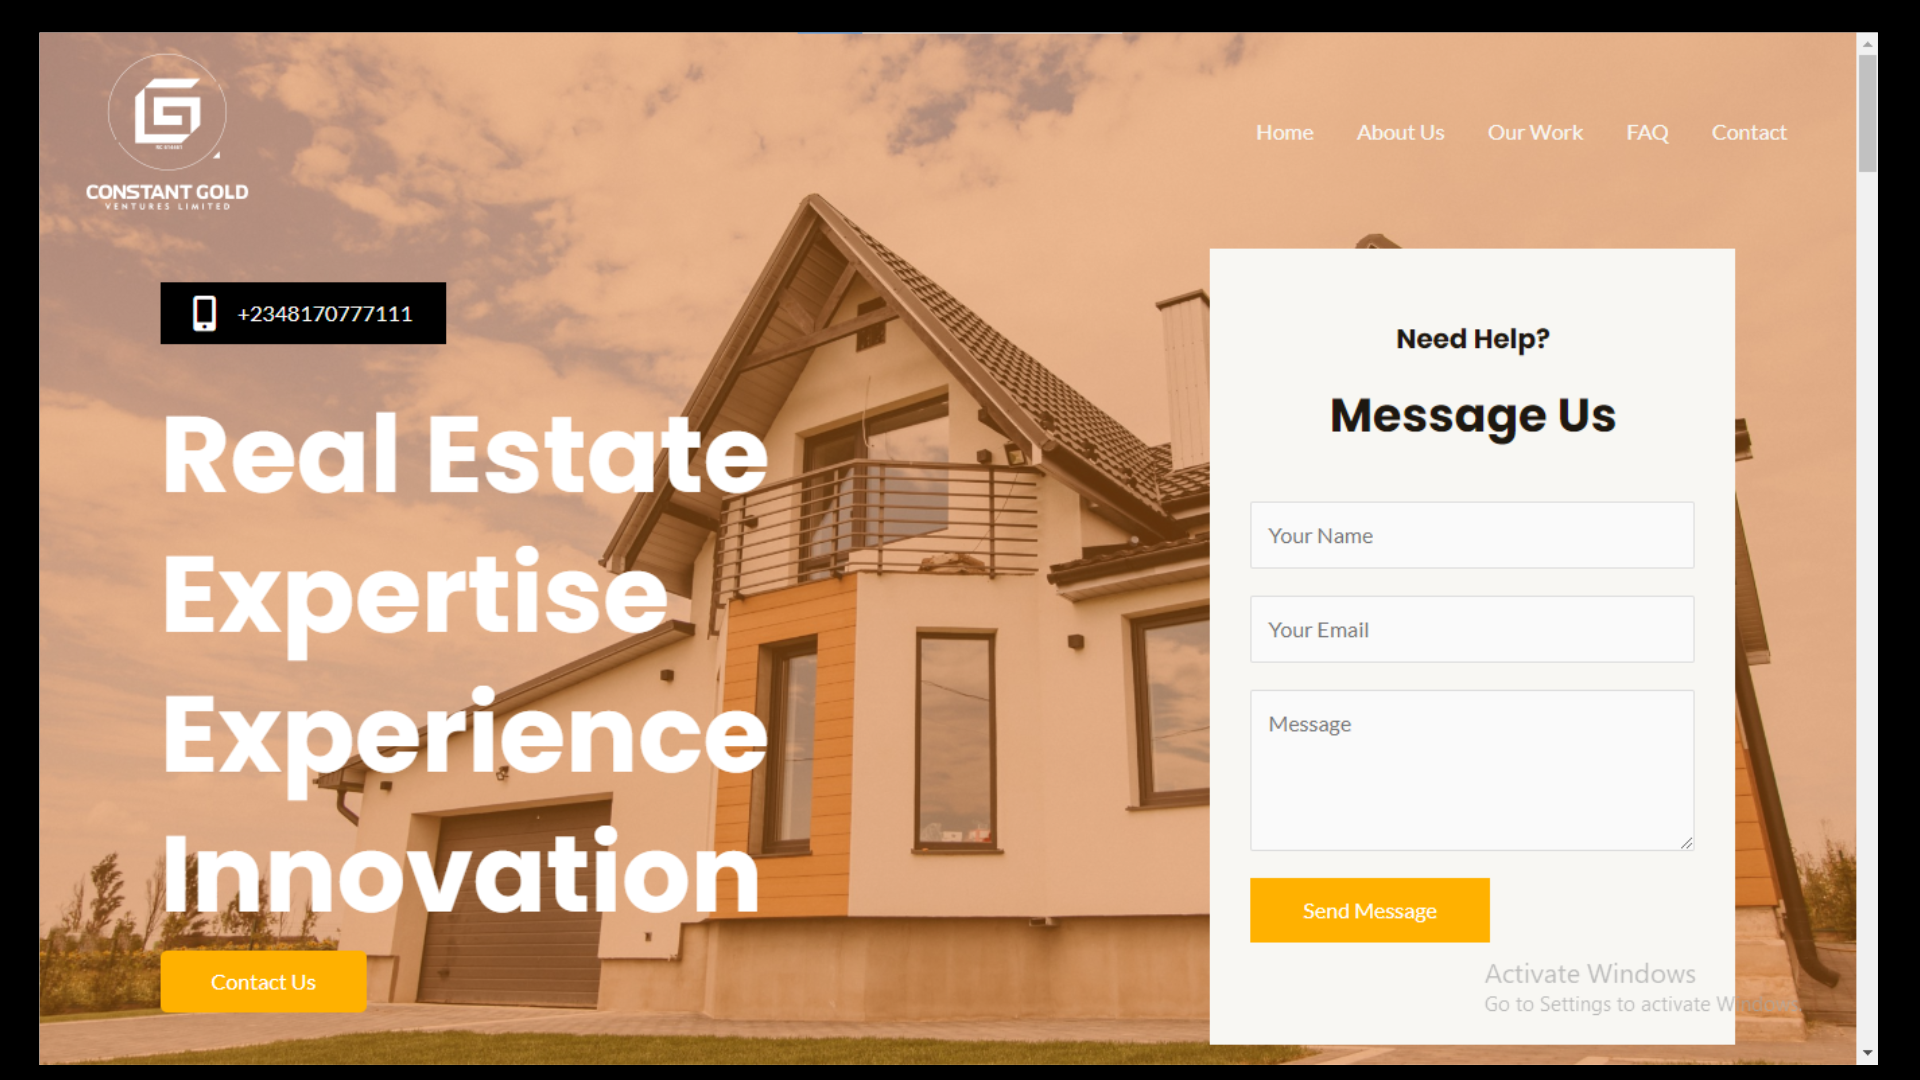 CONSTANT GOLD
VENTURES LIMITED
Home About Us Our Work FAQ Contact
+2348170777111
Real Estate
Expertise
Experience
Innovation
Contact Us
Need Help?
Message Us
Your Name
Your Email
Message
Send Message
Activate Windows
Go to Settings to activate